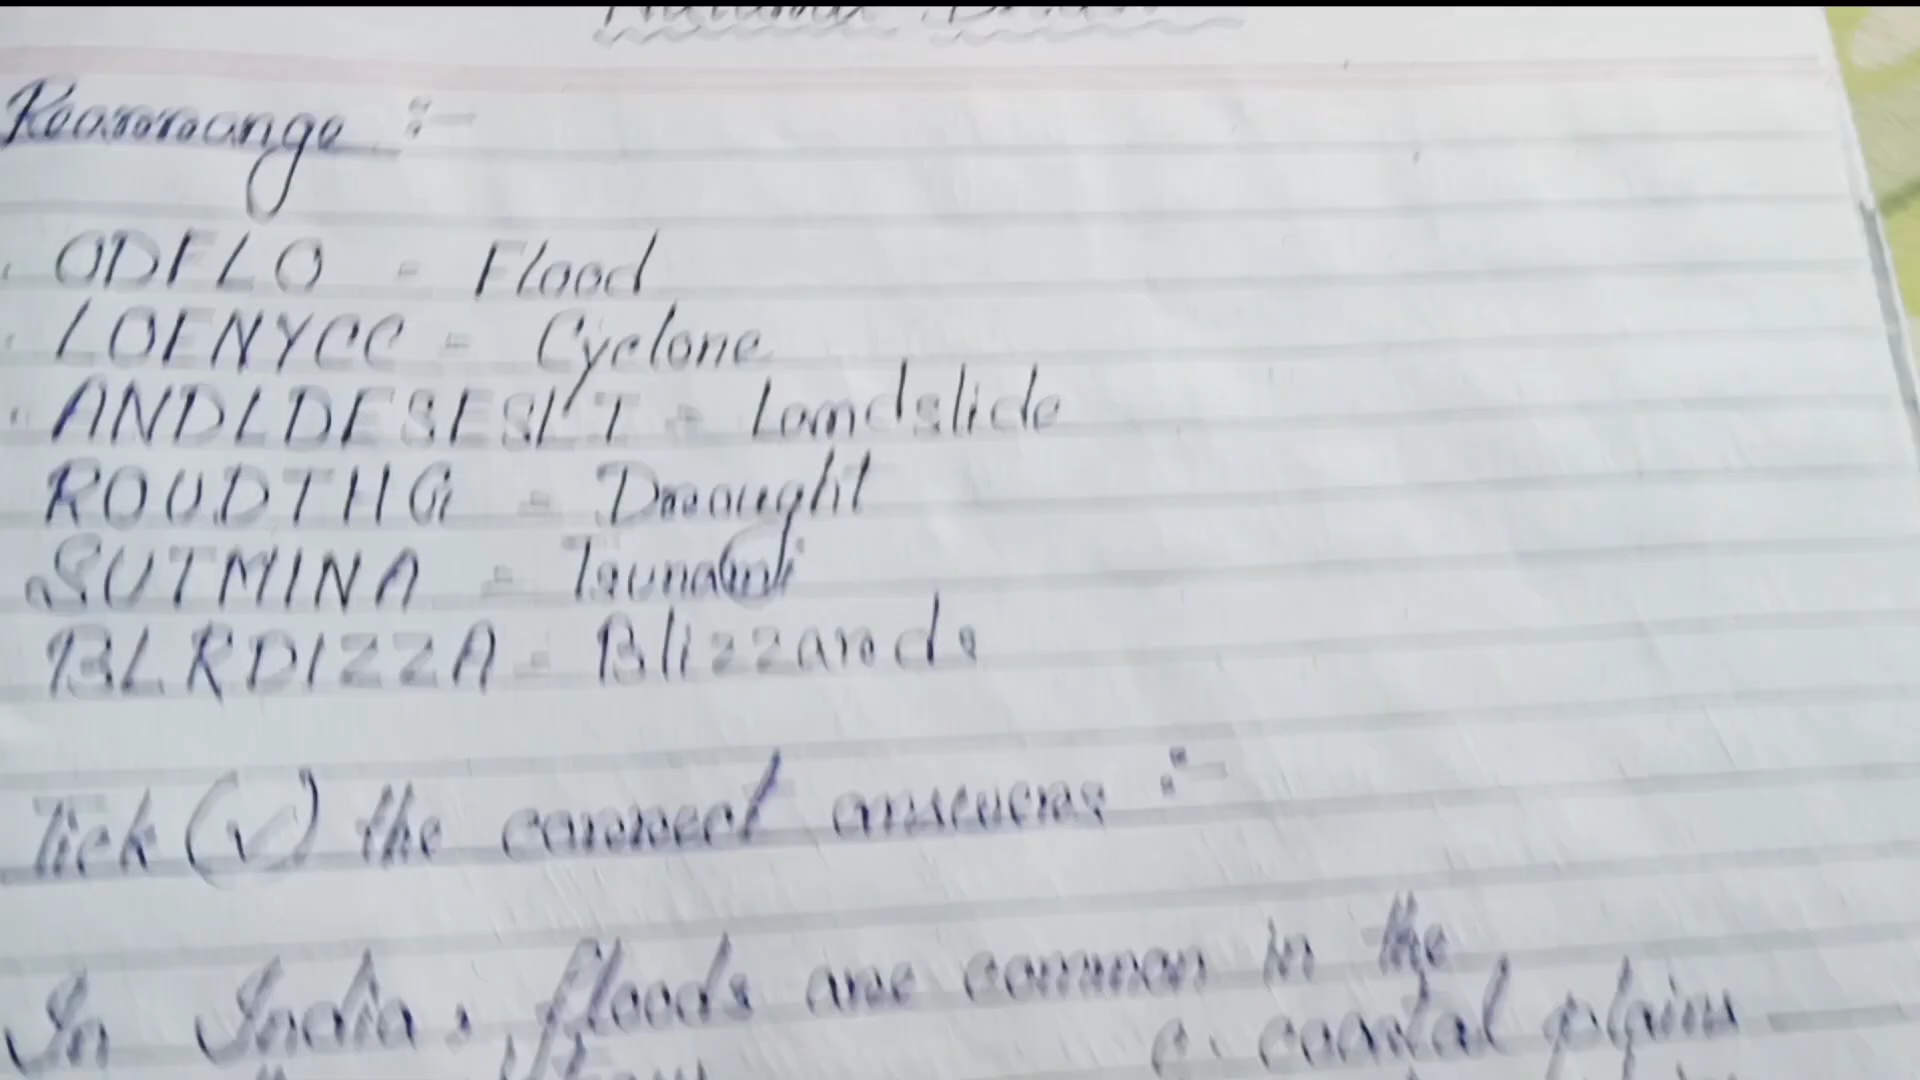 Rearrange :-
ODFLO = Flood
LOENYCC = Cyclone
ANDLDESESLI = Landslide
ROUDTHG = Drought
SUTMINA = Tsunami
BLRDIZZA = Blizzards
Tick (✓) the correct answers :-
In India, floods are common in the
c. coastal plains